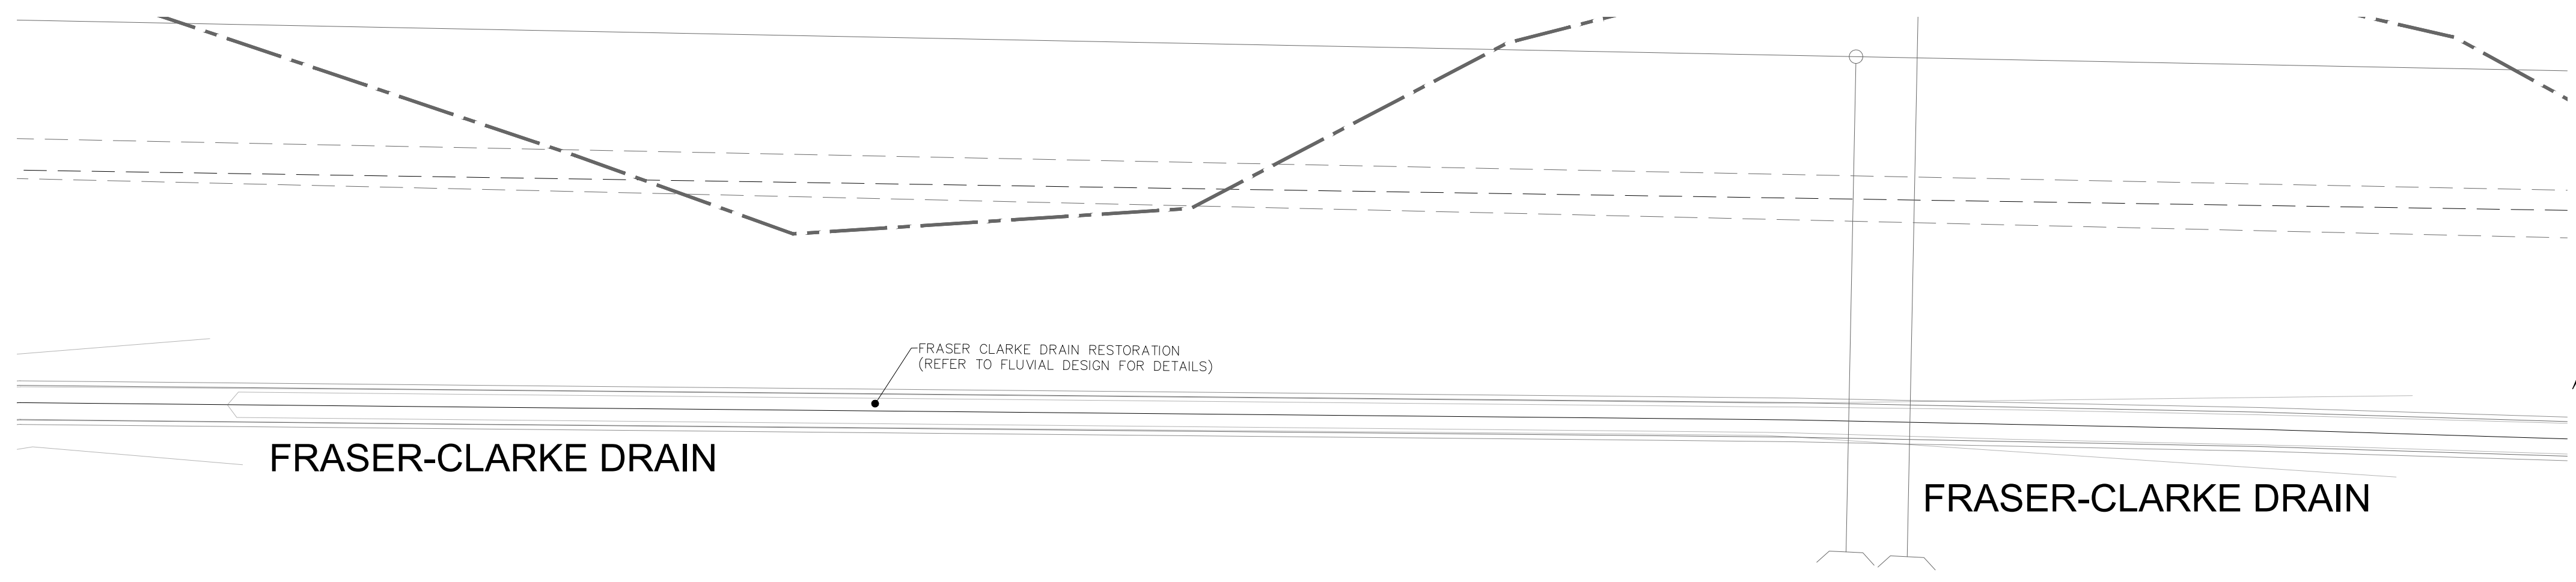 FRASER CLARKE DRAIN RESTORATION
(REFER TO FLUVIAL DESIGN FOR DETAILS)
FRASER-CLARKE DRAIN
FRASER-CLARKE DRAIN